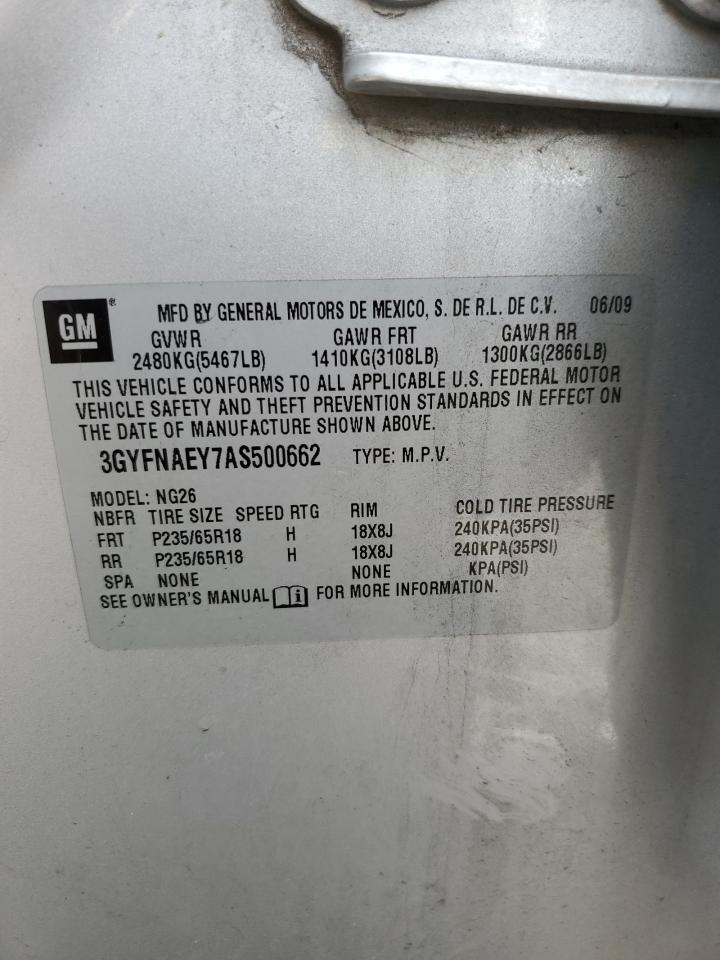 GM ® MFD BY GENERAL MOTORS DE MEXICO, S. DE R.L. DE C.V. 06/09
GVWR GAWR FRT GAWR RR
2480KG(5467LB) 1410KG(3108LB) 1300KG(2866LB)
THIS VEHICLE CONFORMS TO ALL APPLICABLE U.S. FEDERAL MOTOR
VEHICLE SAFETY AND THEFT PREVENTION STANDARDS IN EFFECT ON
THE DATE OF MANUFACTURE SHOWN ABOVE.
3GYFNAEY7AS500662 TYPE: M.P.V.
MODEL: NG26
NBFR TIRE SIZE SPEED RTG RIM COLD TIRE PRESSURE
FRT P235/65R18 H 18X8J 240KPA(35PSI)
RR P235/65R18 H 18X8J 240KPA(35PSI)
SPA NONE NONE KPA(PSI)
SEE OWNER'S MANUAL i FOR MORE INFORMATION.